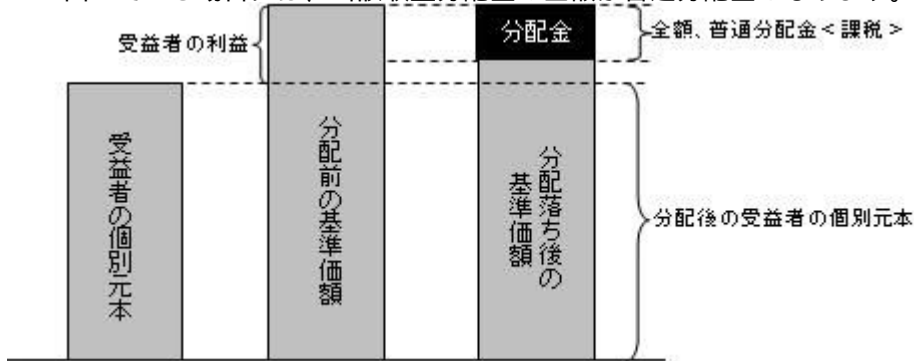 受益者の利益
分配金
全額、普通分配金<課税>
受益者の個別元本
分配前の基準価額
分配落ち後の
基準価額
分配後の受益者の個別元本